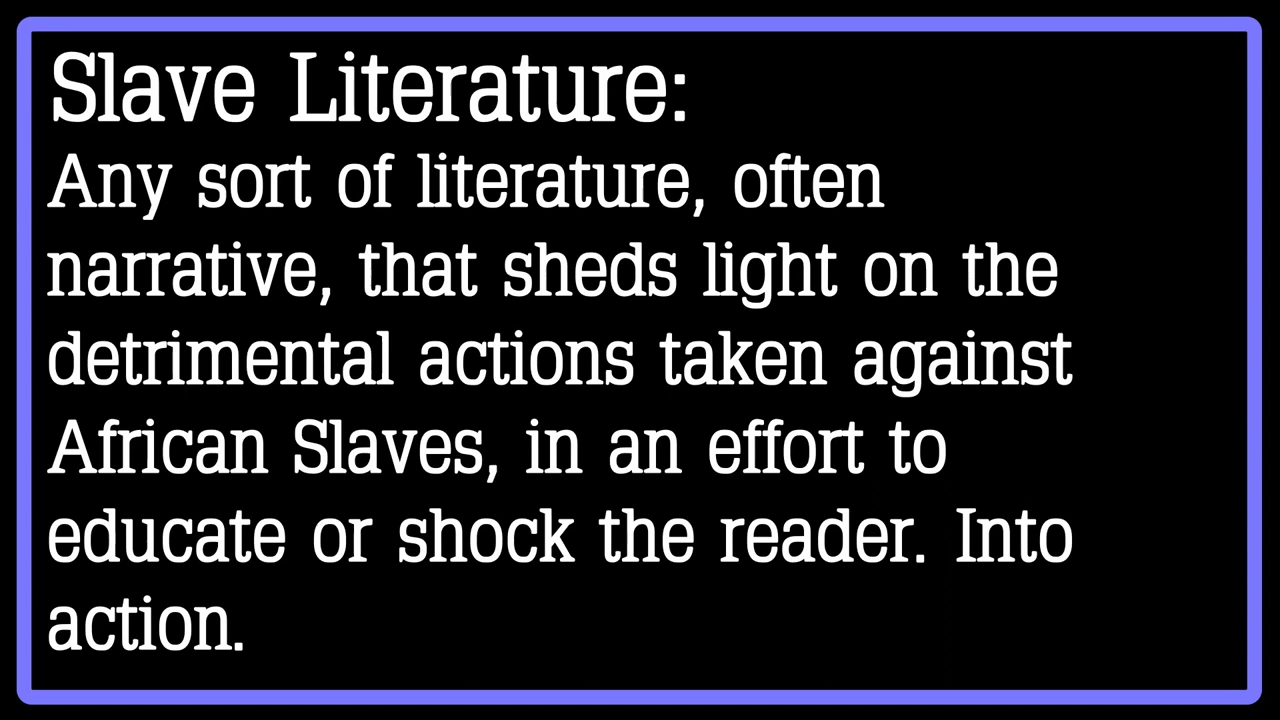 Slave Literature:
Any sort of literature, often
narrative, that sheds light on the
detrimental actions taken against
African Slaves, in an effort to
educate or shock the reader. Into
action.